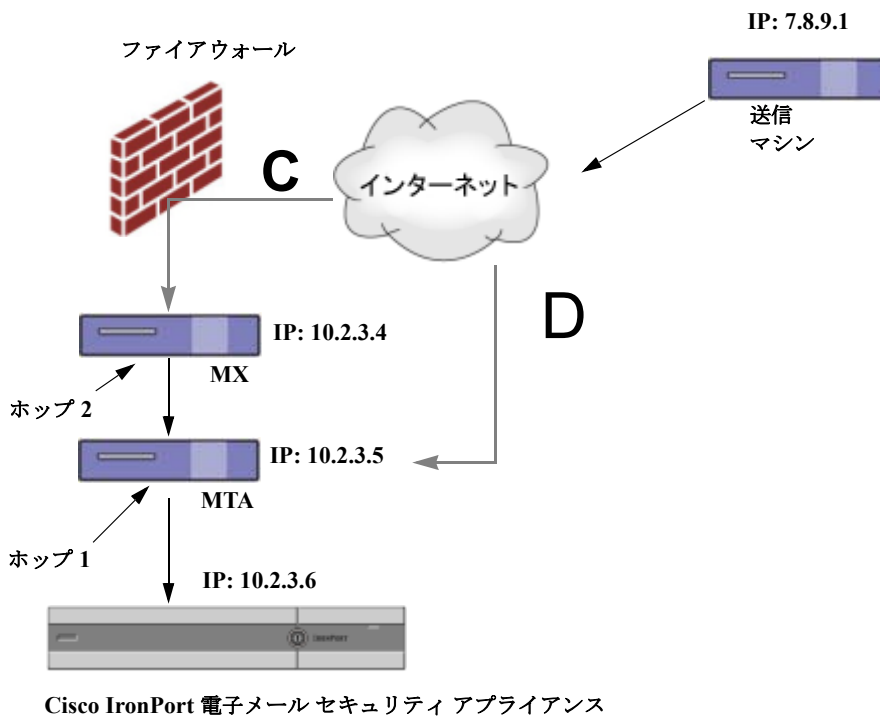 IP: 7.8.9.1
ファイアウォール
送信
マシン
C
インターネット
D
IP: 10.2.3.4
MX
ホップ 2
IP: 10.2.3.5
MTA
ホップ 1
IP: 10.2.3.6
IRONPORT
Cisco IronPort 電子メール セキュリティ アプライアンス